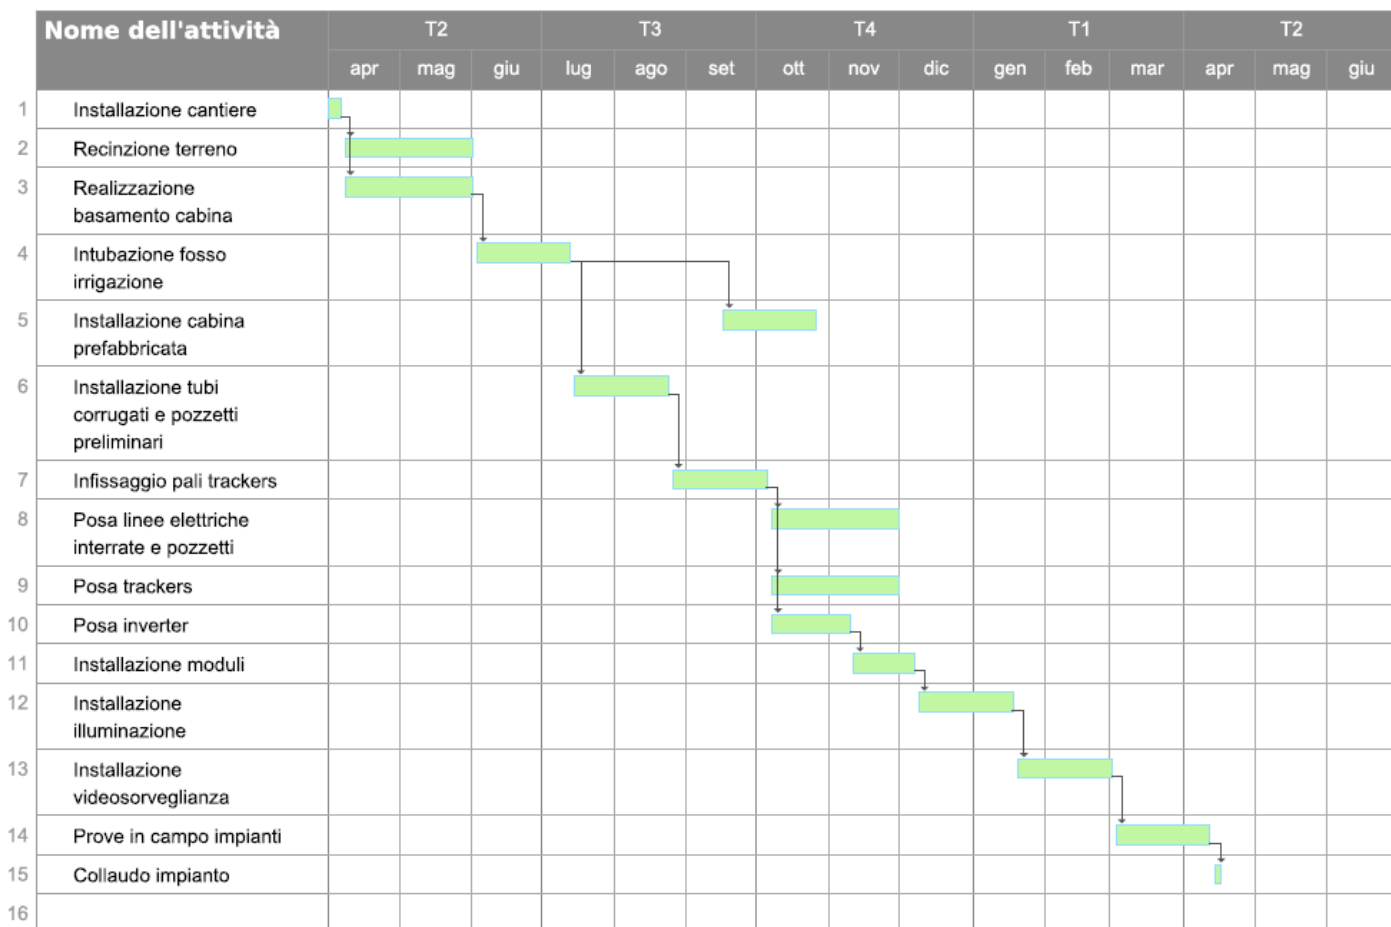 Nome dell'attività T2 T3 T4 T1 T2
apr mag giu lug ago set ott nov dic gen feb mar apr mag giu
1 Installazione cantiere
2 Recinzione terreno
3 Realizzazione
basamento cabina
4 Intubazione fosso
irrigazione
5 Installazione cabina
prefabbricata
6 Installazione tubi
corrugati e pozzetti
preliminari
7 Infissaggio pali trackers
8 Posa linee elettriche
interrate e pozzetti
9 Posa trackers
10 Posa inverter
11 Installazione moduli
12 Installazione
illuminazione
13 Installazione
videosorveglianza
14 Prove in campo impianti
15 Collaudo impianto
16